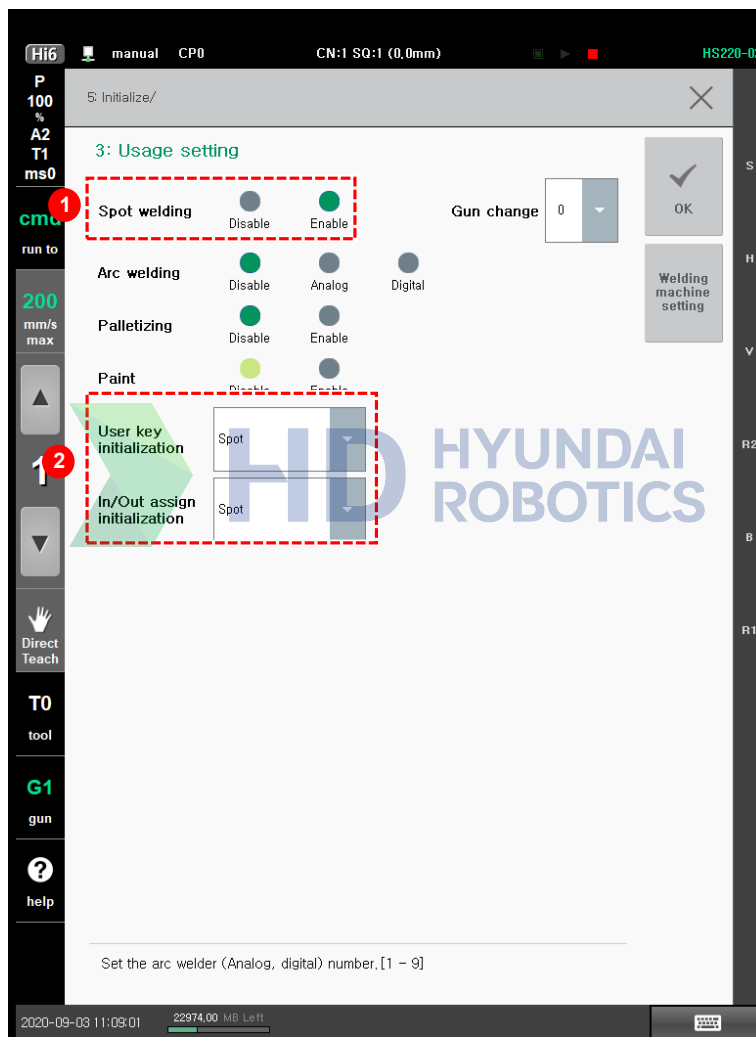 Hi6 manual CP0 CN:1 SQ:1 (0,0mm)
P
100
%
A2
T1
ms0
cmd
run to
200
mm/s
max
1
Direct
Teach
T0
tool
G1
gun
?
help
5: Initialize/
3: Usage setting
1
Spot welding
Disable Enable
Gun change 0
OK
Arc welding
Disable Analog Digital
Welding
machine
setting
Palletizing
Disable Enable
Paint
Disable Enable
2
User key
initialization
Spot
In/Out assign
initialization
Spot
HD HYUNDAI
ROBOTICS
S
H
V
R2
B
R1
Set the arc welder (Analog, digital) number.[1 - 9]
2020-09-03 11:09:01 22974,00 MB Left